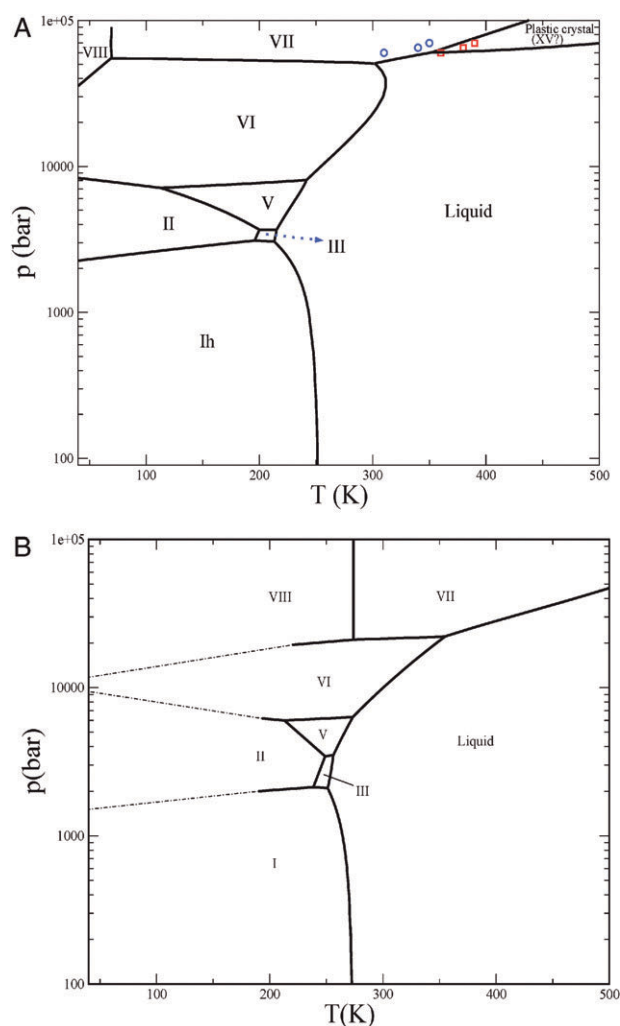 A
1e+05
VIII
VII
Plastic crystal
(XV?)
VI
10000
V
Liquid
II
III
p (bar)
1000
Ih
100
100
200
300
400
500
T (K)
B
1e+05
VIII
VII
10000
VI
V
Liquid
II
III
p(bar)
1000
I
100
100
200
300
400
500
T(K)